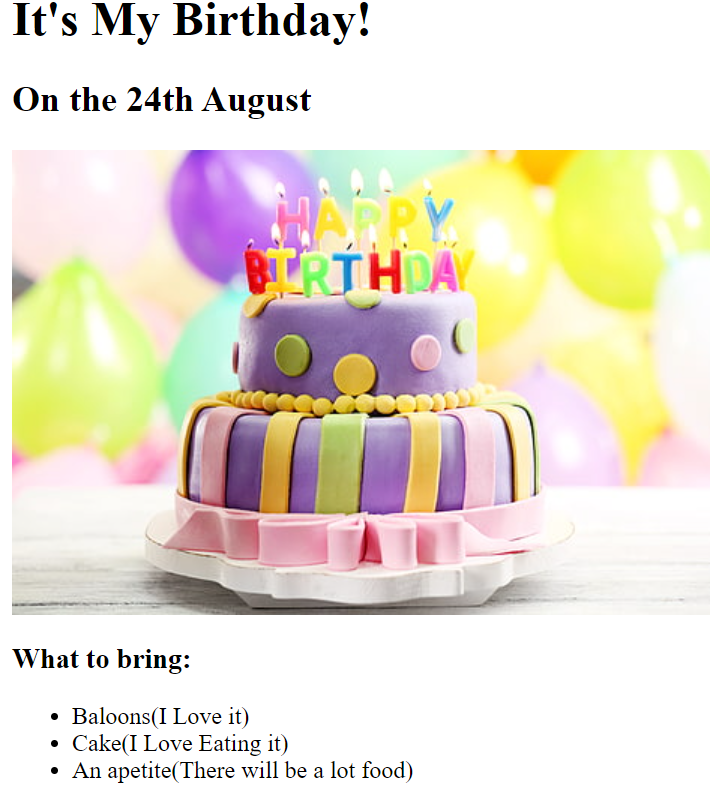 It's My Birthday!
On the 24th August
HAPPY
BIRTHDAY
What to bring:
Baloons(I Love it)
Cake(I Love Eating it)
An apetite(There will be a lot food)